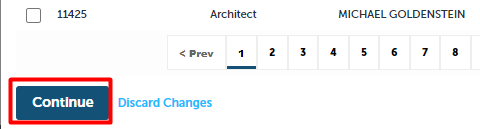 11425 Architect MICHAEL GOLDENSTEIN
< Prev 1 2 3 4 5 6 7 8
Continue Discard Changes